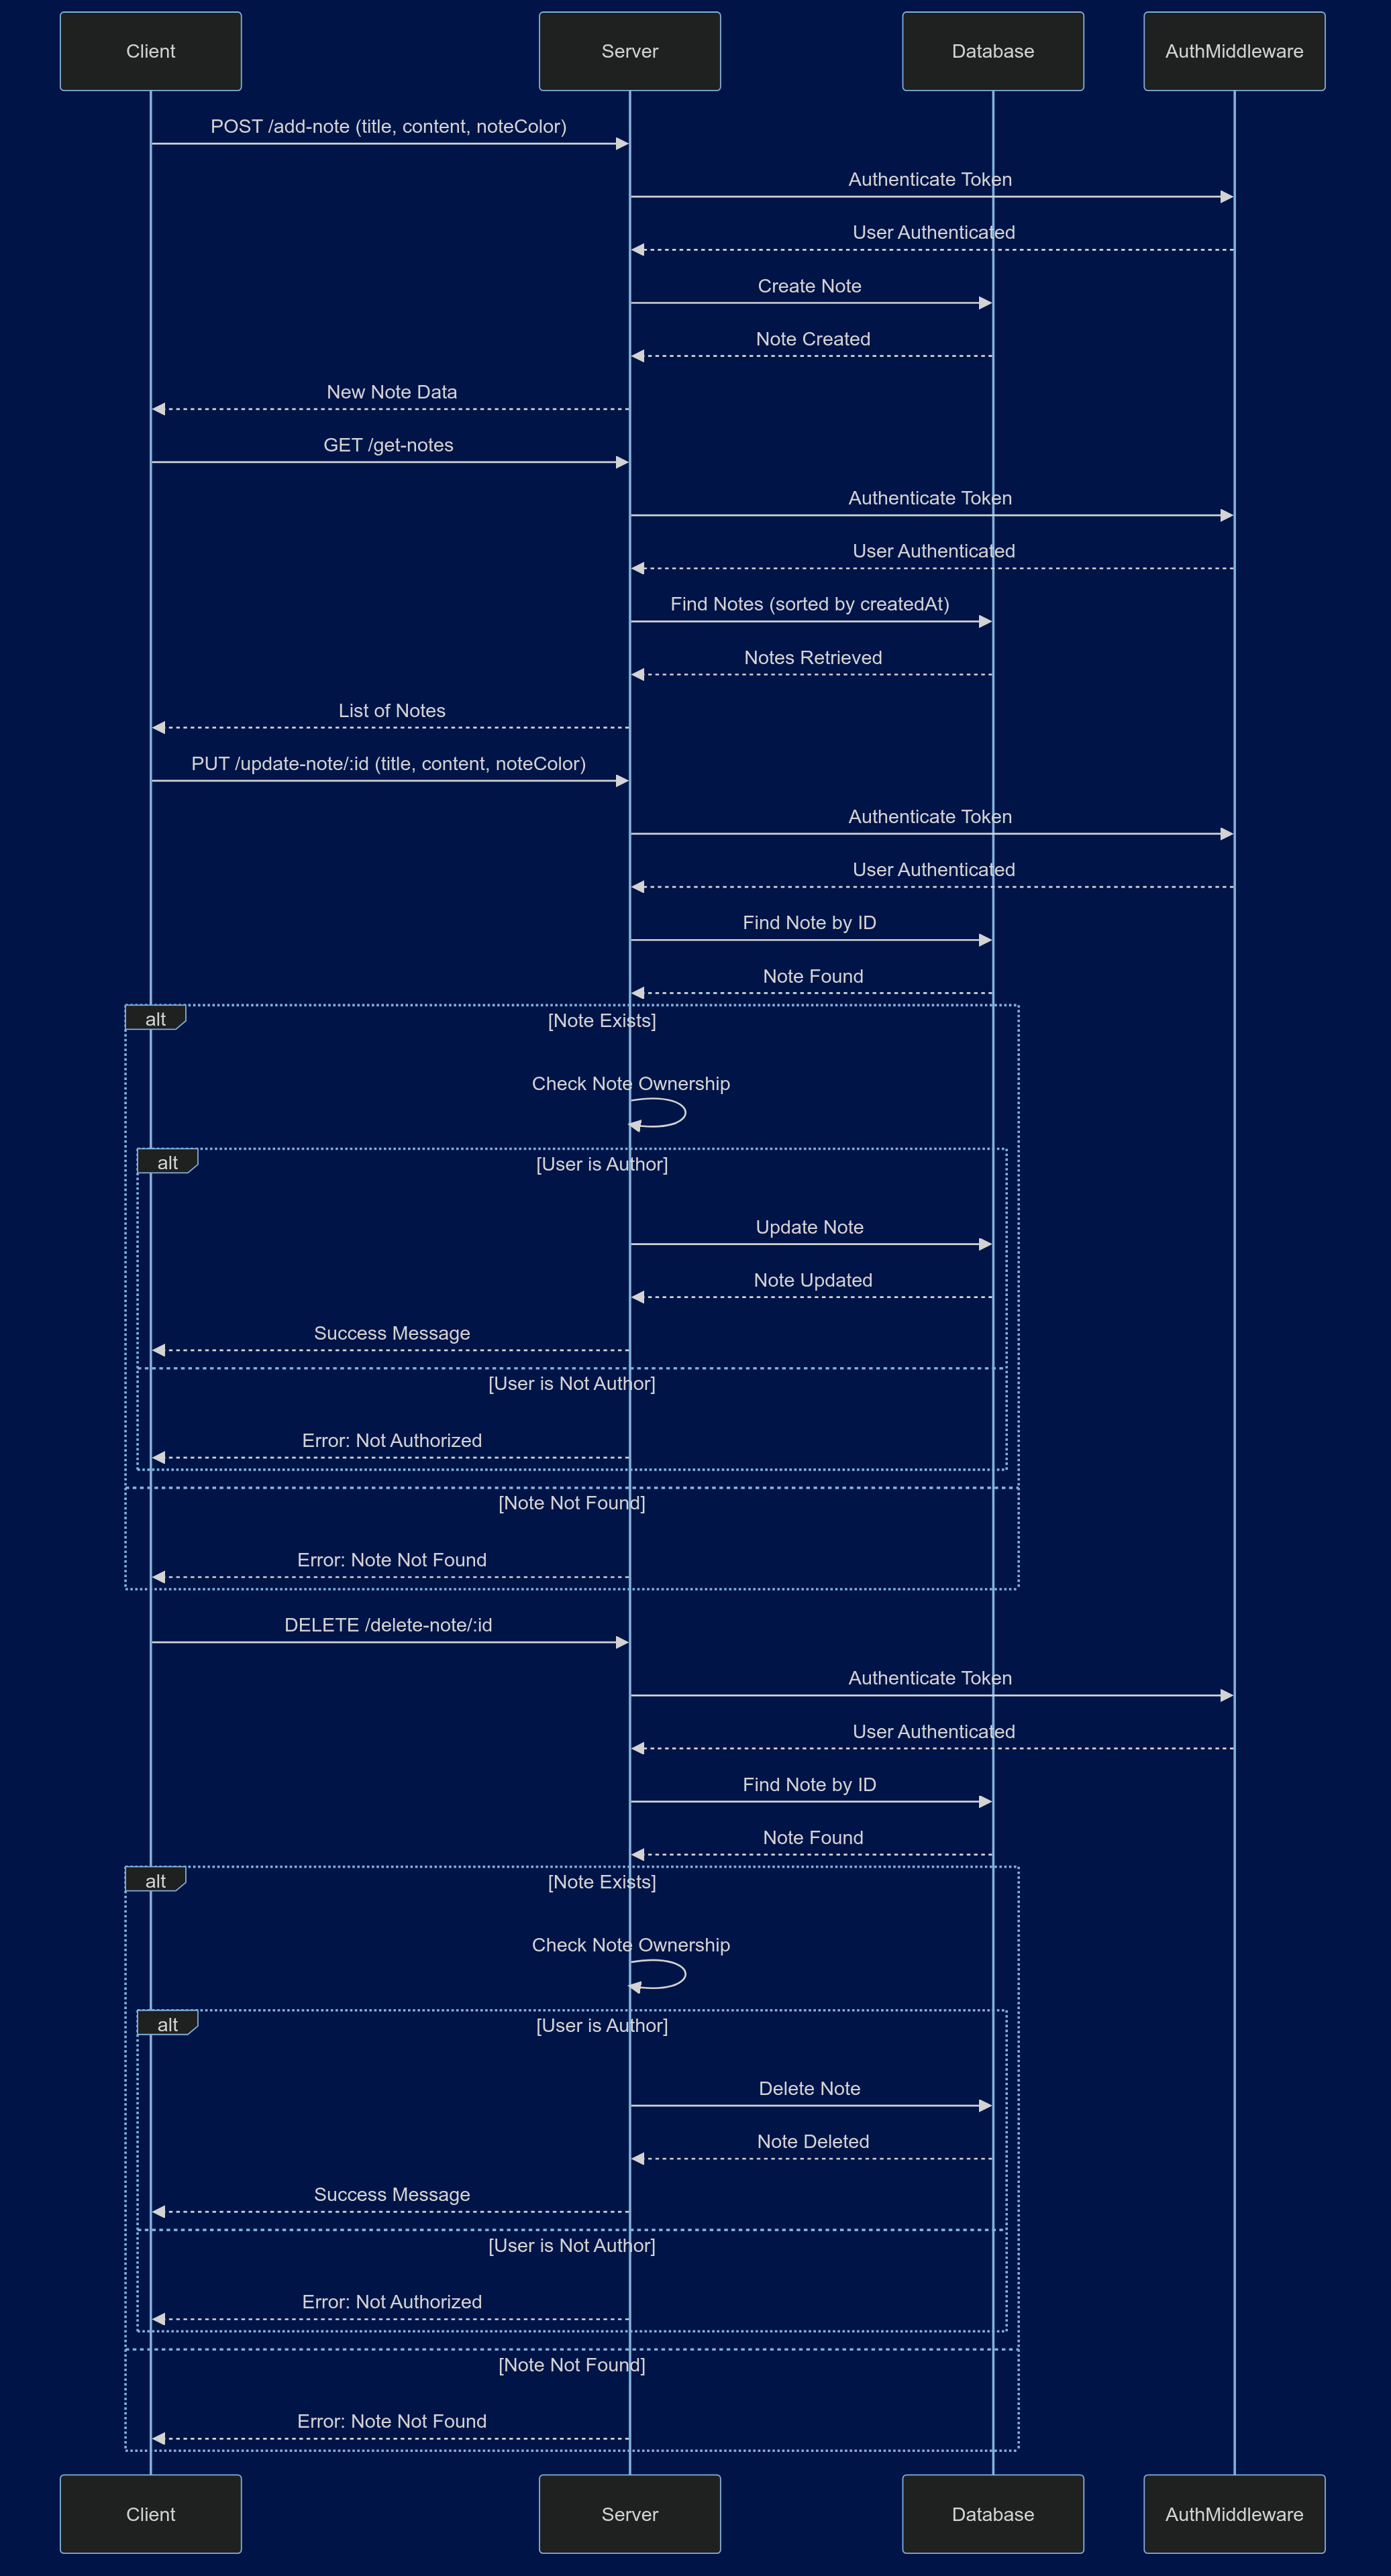 Client
Server
Database
AuthMiddleware
POST /add-note (title, content, noteColor)
Authenticate Token
User Authenticated
Create Note
Note Created
New Note Data
GET /get-notes
Authenticate Token
User Authenticated
Find Notes (sorted by createdAt)
Notes Retrieved
List of Notes
PUT /update-note/:id (title, content, noteColor)
Authenticate Token
User Authenticated
Find Note by ID
Note Found
alt
[Note Exists]
Check Note Ownership
alt
[User is Author]
Update Note
Note Updated
Success Message
[User is Not Author]
Error: Not Authorized
[Note Not Found]
Error: Note Not Found
DELETE /delete-note/:id
Authenticate Token
User Authenticated
Find Note by ID
Note Found
alt
[Note Exists]
Check Note Ownership
alt
[User is Author]
Delete Note
Note Deleted
Success Message
[User is Not Author]
Error: Not Authorized
[Note Not Found]
Error: Note Not Found
Client
Server
Database
AuthMiddleware